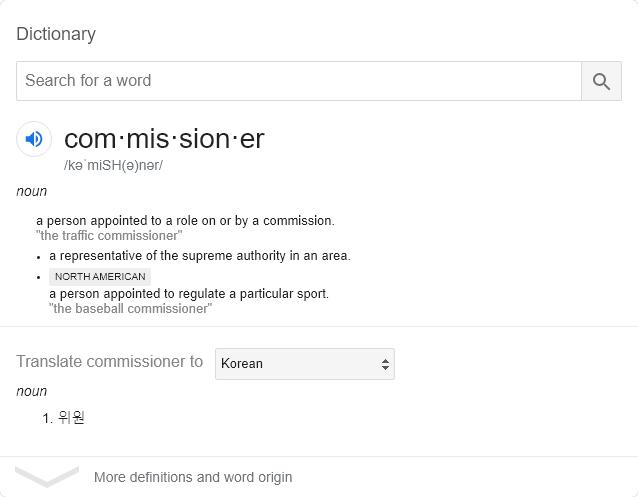 Dictionary
Search for a word
com·mis·sion·er
/kəˈmiSH(ə)nər/
noun
a person appointed to a role on or by a commission.
"the traffic commissioner"
• a representative of the supreme authority in an area.
• NORTH AMERICAN
a person appointed to regulate a particular sport.
"the baseball commissioner"
Translate commissioner to Korean
noun
1. 위원
More definitions and word origin